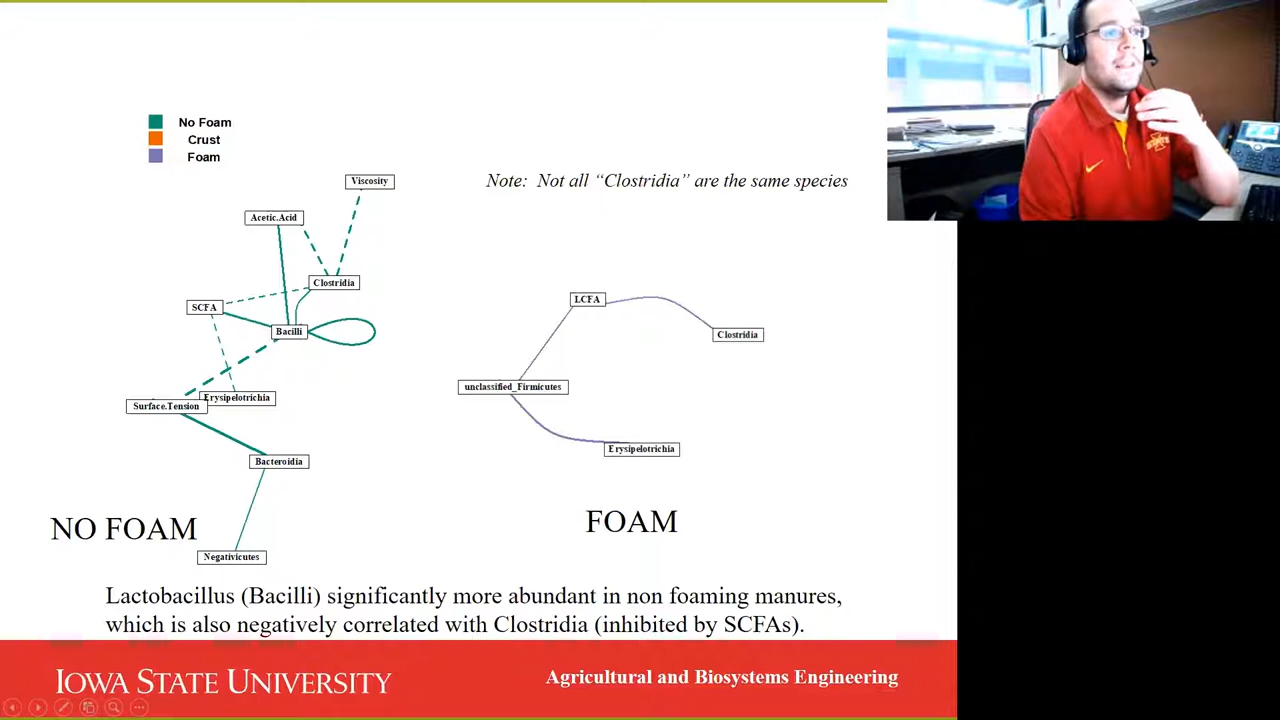 No Foam
Crust
Foam
Viscosity
Note: Not all “Clostridia” are the same species
Acetic.Acid
Clostridia
SCFA
Bacilli
Erysipelotrichia
Surface.Tension
Bacteroidia
Negativicutes
NO FOAM
LCFA
Clostridia
unclassified_Firmicutes
Erysipelotrichia
FOAM
Lactobacillus (Bacilli) significantly more abundant in non foaming manures,
which is also negatively correlated with Clostridia (inhibited by SCFAs).
IOWA STATE UNIVERSITY
Agricultural and Biosystems Engineering